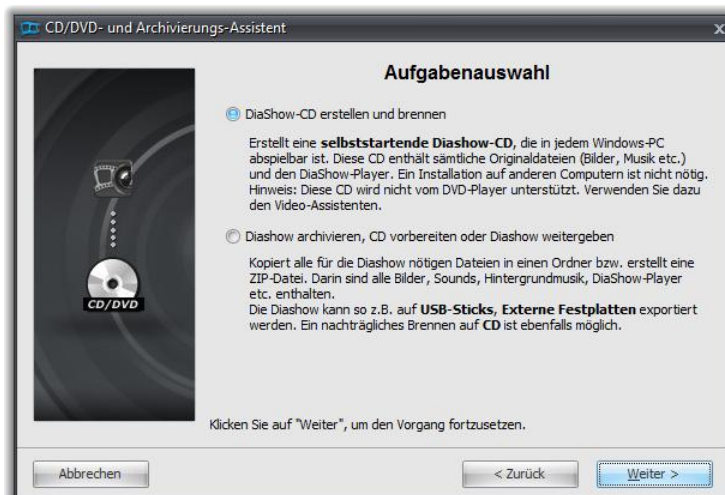 CD/DVD- und Archivierungs-Assistent
x
Aufgabenauswahl
DiaShow-CD erstellen und brennen
Erstellt eine selbststartende Diashow-CD, die in jedem Windows-PC
abspielbar ist. Diese CD enthält sämtliche Originaldateien (Bilder, Musik etc.)
und den DiaShow-Player. Ein Installation auf anderen Computern ist nicht nötig.
Hinweis: Diese CD wird nicht vom DVD-Player unterstützt. Verwenden Sie dazu
den Video-Assistenten.
Diashow archivieren, CD vorbereiten oder Diashow weitergeben
Kopiert alle für die Diashow nötigen Dateien in einen Ordner bzw. erstellt eine
ZIP-Datei. Darin sind alle Bilder, Sounds, Hintergrundmusik, DiaShow-Player
etc. enthalten.
Die Diashow kann so z.B. auf USB-Sticks, Externe Festplatten exportiert
werden. Ein nachträgliches Brennen auf CD ist ebenfalls möglich.
CD/DVD
Klicken Sie auf "Weiter", um den Vorgang fortzusetzen.
Abbrechen
< Zurück
Weiter >